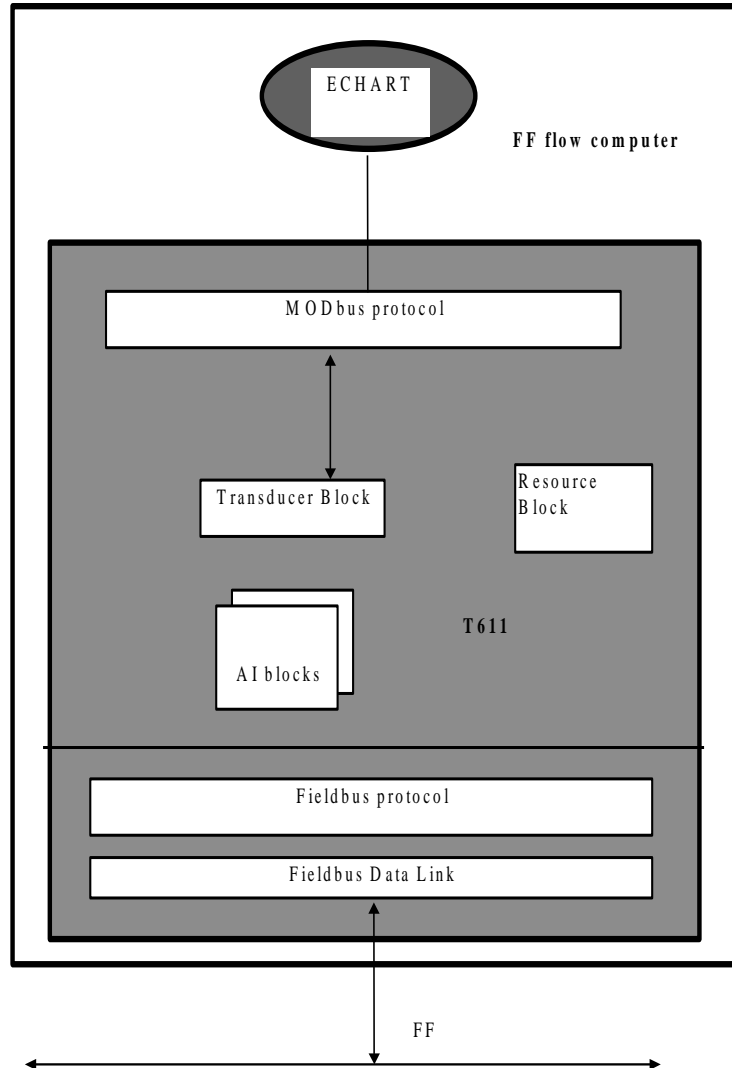 ECHART
FF flow computer
MODbus protocol
Transducer Block
Resource
Block
T611
AI blocks
Fieldbus protocol
Fieldbus Data Link
FF